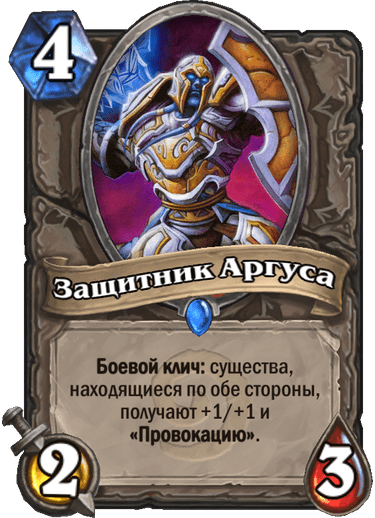 4
Защитник Аргуса
Боевой клич: существа,
находящиеся по обе стороны,
получают +1/+1 и
«Провокацию».
2
3